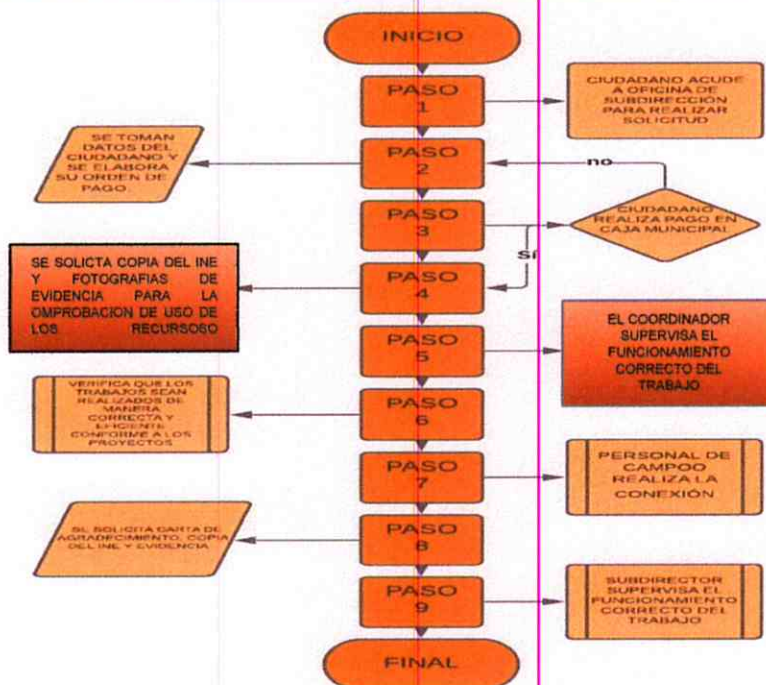 INICIO
PASO
1
CIUDADANO ACUDE
A OFICINA DE
SUBDIRECCIÓN
PARA REALIZAR
SOLICITUD
SE TOMAN
DATOS DEL
CIUDADANO Y
SE ELABORA
SU ORDEN DE
PAGO.
PASO
2
no
PASO
3
CIUDADANO
REALIZA PAGO EN
CAJA MUNICIPAL
Sí
SE SOLICTA COPIA DEL INE
Y FOTOGRAFIAS DE
EVIDENCIA PARA LA
OMPROBACION DE USO DE
LOS RECURSOSO
PASO
4
PASO
5
EL COORDINADOR
SUPERVISA EL
FUNCIONAMIENTO
CORRECTO DEL
TRABAJO
VERIFICA QUE LOS
TRABAJOS SEAN
REALIZADOS DE
MANERA
CORRECTA Y
EFICIENTE
CONFORME A LOS
PROYECTOS
PASO
6
PASO
7
PERSONAL DE
CAMPOO
REALIZA LA
CONEXIÓN
SE SOLICITA CARTA DE
AGRADECIMIENTO, COPIA
DEL INE Y EVIDENCIA
PASO
8
PASO
9
SUBDIRECTOR
SUPERVISA EL
FUNCIONAMIENTO
CORRECTO DEL
TRABAJO
FINAL